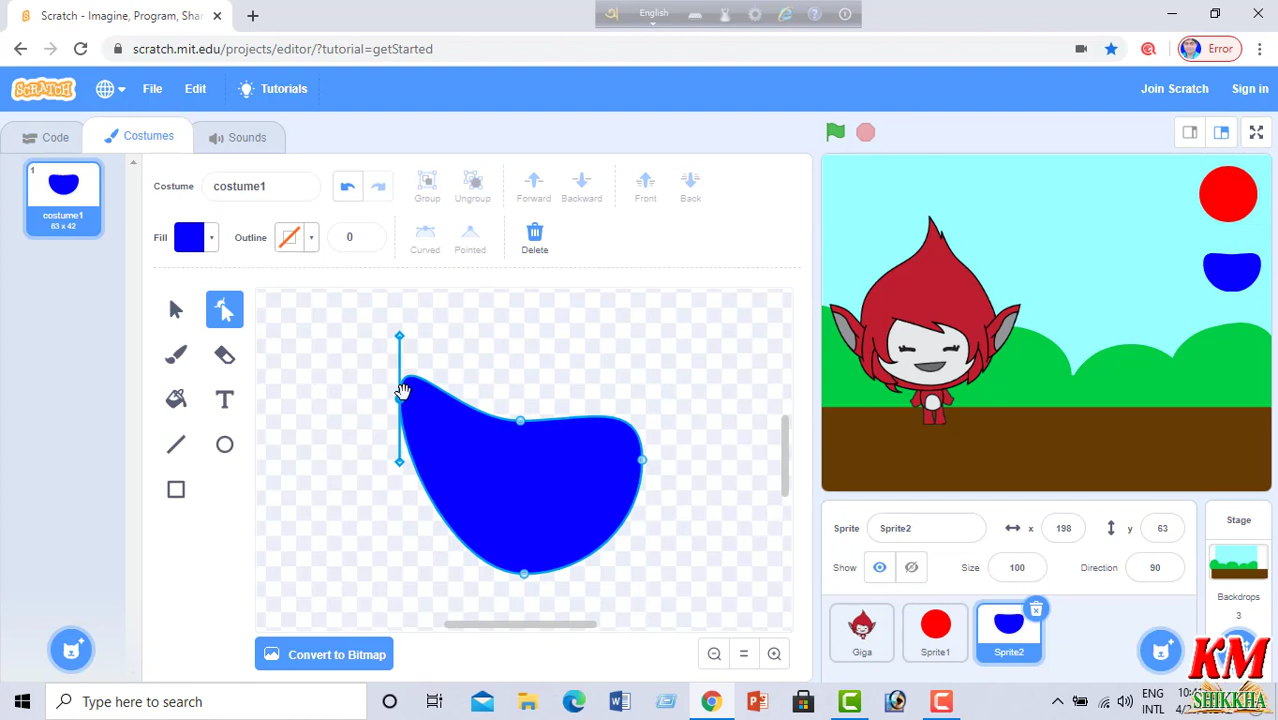 Scratch - Imagine, Program, Shar
English
scratch.mit.edu/projects/editor/?tutorial=getStarted
Error
SCRATCH
File
Edit
Tutorials
Join Scratch
Sign in
Code
Costumes
Sounds
1
costume1
63 x 42
Costume
costume1
Group
Ungroup
Forward
Backward
Front
Back
Fill
Outline
0
Curved
Pointed
Delete
Convert to Bitmap
Sprite
Sprite2
x
198
y
63
Show
Size
100
Direction
90
Stage
Backdrops
3
Giga
Sprite1
Sprite2
Type here to search
ENG
INTL
KM
SHIKKHA